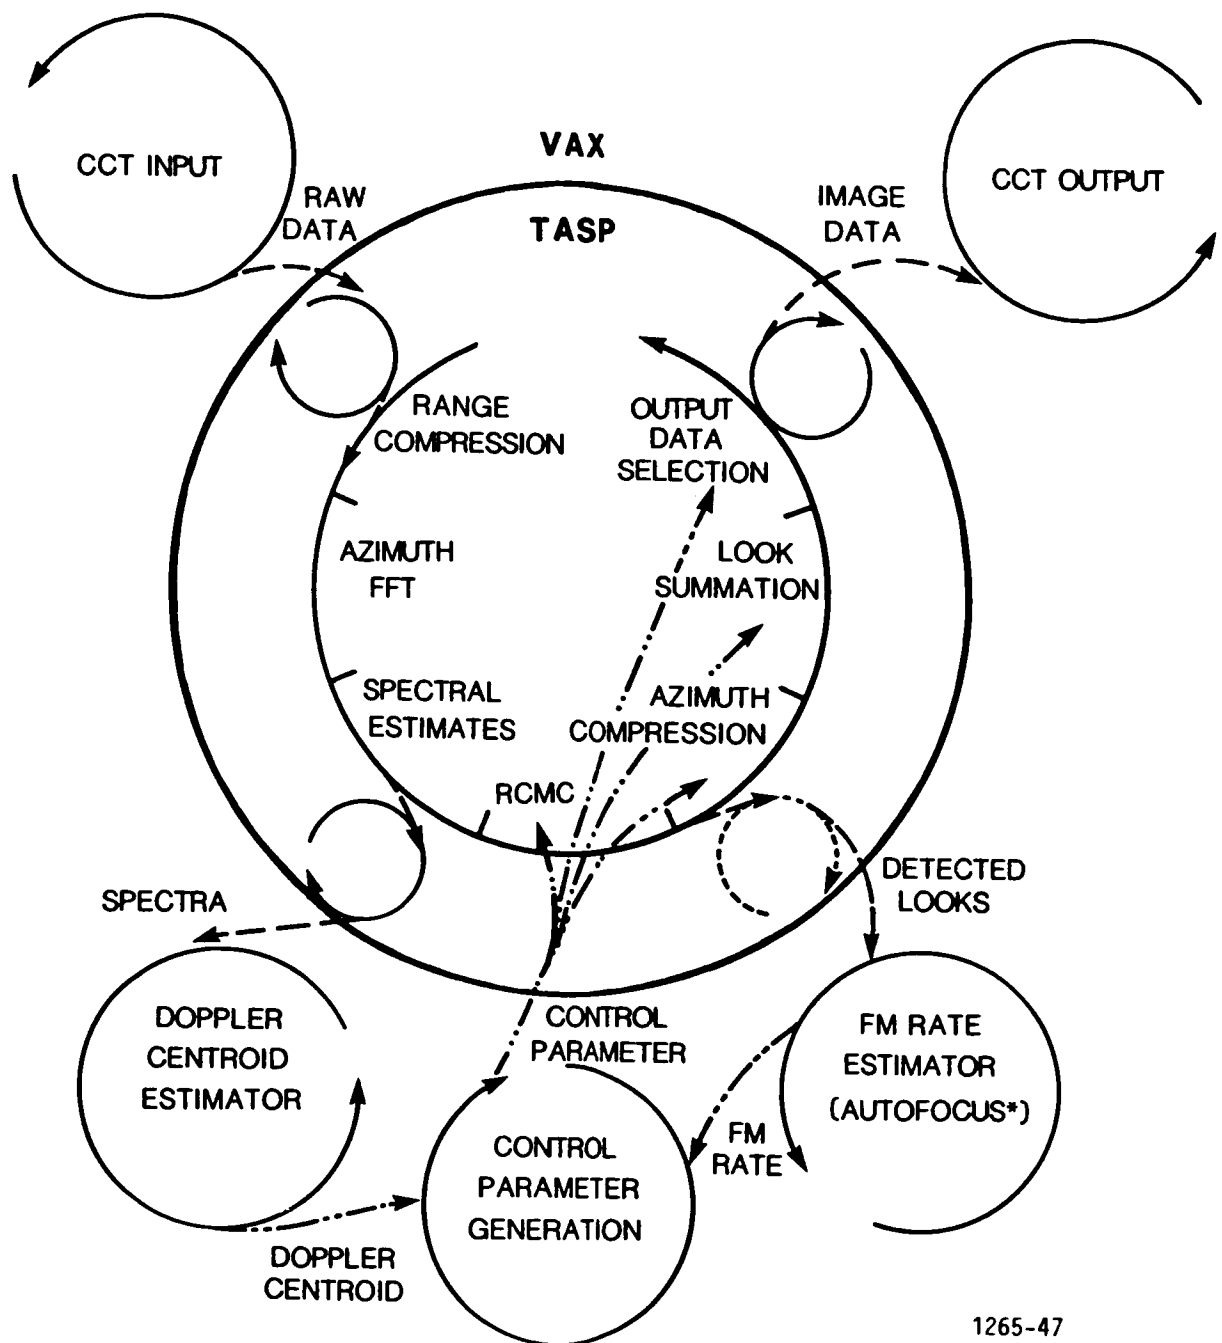 CCT INPUT
CCT OUTPUT
VAX
TASP
RAW
DATA
IMAGE
DATA
RANGE
COMPRESSION
OUTPUT
DATA
SELECTION
AZIMUTH
FFT
LOOK
SUMMATION
SPECTRAL
ESTIMATES
AZIMUTH
COMPRESSION
RCMC
SPECTRA
DETECTED
LOOKS
DOPPLER
CENTROID
ESTIMATOR
CONTROL
PARAMETER
FM RATE
ESTIMATOR
(AUTOFOCUS*)
FM
RATE
CONTROL
PARAMETER
GENERATION
DOPPLER
CENTROID
1265-47